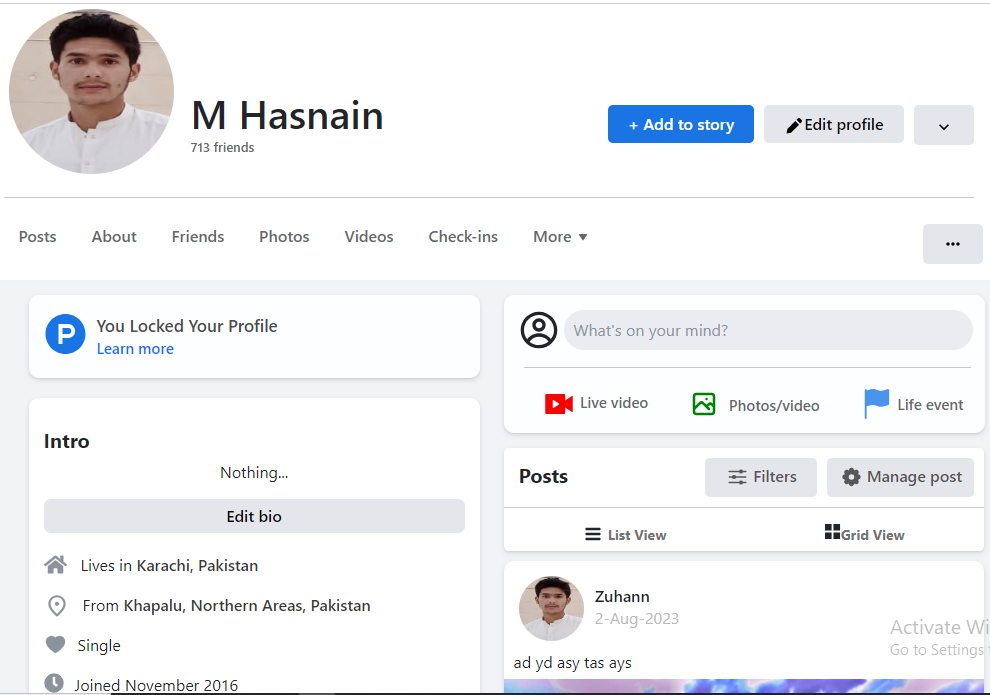 M Hasnain
713 friends
+ Add to story
Edit profile
Posts
About
Friends
Photos
Videos
Check-ins
More
P
You Locked Your Profile
Learn more
Intro
Nothing...
Edit bio
Lives in Karachi, Pakistan
From Khapalu, Northern Areas, Pakistan
Single
Joined November 2016
What's on your mind?
Live video
Photos/video
Life event
Posts
Filters
Manage post
List View
Grid View
Zuhann
2-Aug-2023
ad yd asy tas ays
Activate Wi
Go to Settings